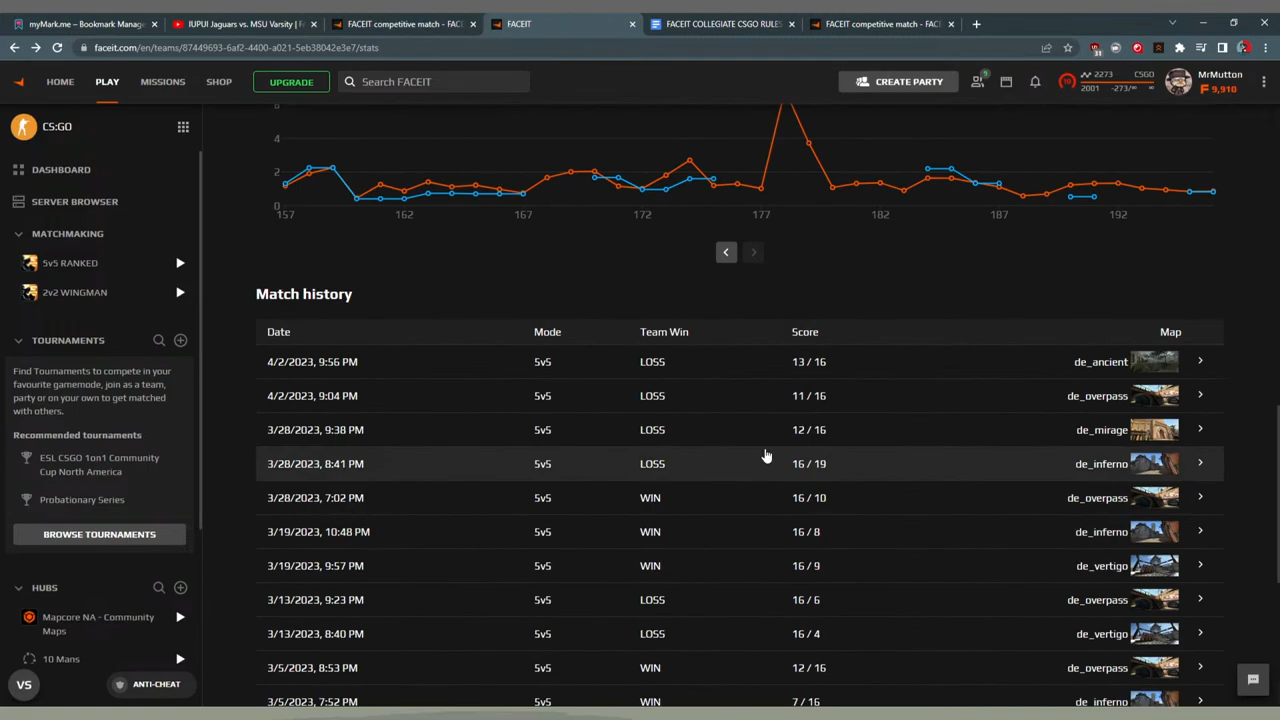 myMark.me – Bookmark Manage
IUPUI Jaguars vs. MSU Varsity | F
FACEIT competitive match - FACE
FACEIT
FACEIT COLLEGIATE CSGO RULES
FACEIT competitive match - FACE
faceit.com/en/teams/87449693-6af2-4400-a021-5eb38042e3e7/stats
31
HOME
PLAY
MISSIONS
SHOP
UPGRADE
Search FACEIT
CREATE PARTY
9
10
2273
CSGO
2001
-273/∞
∞
MrMutton
9,910
CS:GO
DASHBOARD
SERVER BROWSER
MATCHMAKING
5v5 RANKED
2v2 WINGMAN
TOURNAMENTS
Find Tournaments to compete in your
favourite gamemode, join as a team,
party or on your own to get matched
with others.
Recommended tournaments
ESL CSGO 1on1 Community
Cup North America
Probationary Series
BROWSE TOURNAMENTS
HUBS
Mapcore NA - Community
Maps
10 Mans
VS
ANTI-CHEAT
4
2
0
157 162 167 172 177 182 187 192
Match history
Date Mode Team Win Score Map
4/2/2023, 9:56 PM 5v5 LOSS 13 / 16 de_ancient
4/2/2023, 9:04 PM 5v5 LOSS 11 / 16 de_overpass
3/28/2023, 9:38 PM 5v5 LOSS 12 / 16 de_mirage
3/28/2023, 8:41 PM 5v5 LOSS 16 / 19 de_inferno
3/28/2023, 7:02 PM 5v5 WIN 16 / 10 de_overpass
3/19/2023, 10:48 PM 5v5 WIN 16 / 8 de_inferno
3/19/2023, 9:57 PM 5v5 WIN 16 / 9 de_vertigo
3/13/2023, 9:23 PM 5v5 LOSS 16 / 6 de_overpass
3/13/2023, 8:40 PM 5v5 LOSS 16 / 4 de_vertigo
3/5/2023, 8:53 PM 5v5 WIN 12 / 16 de_overpass
3/5/2023, 7:52 PM 5v5 WIN 7 / 16 de_inferno